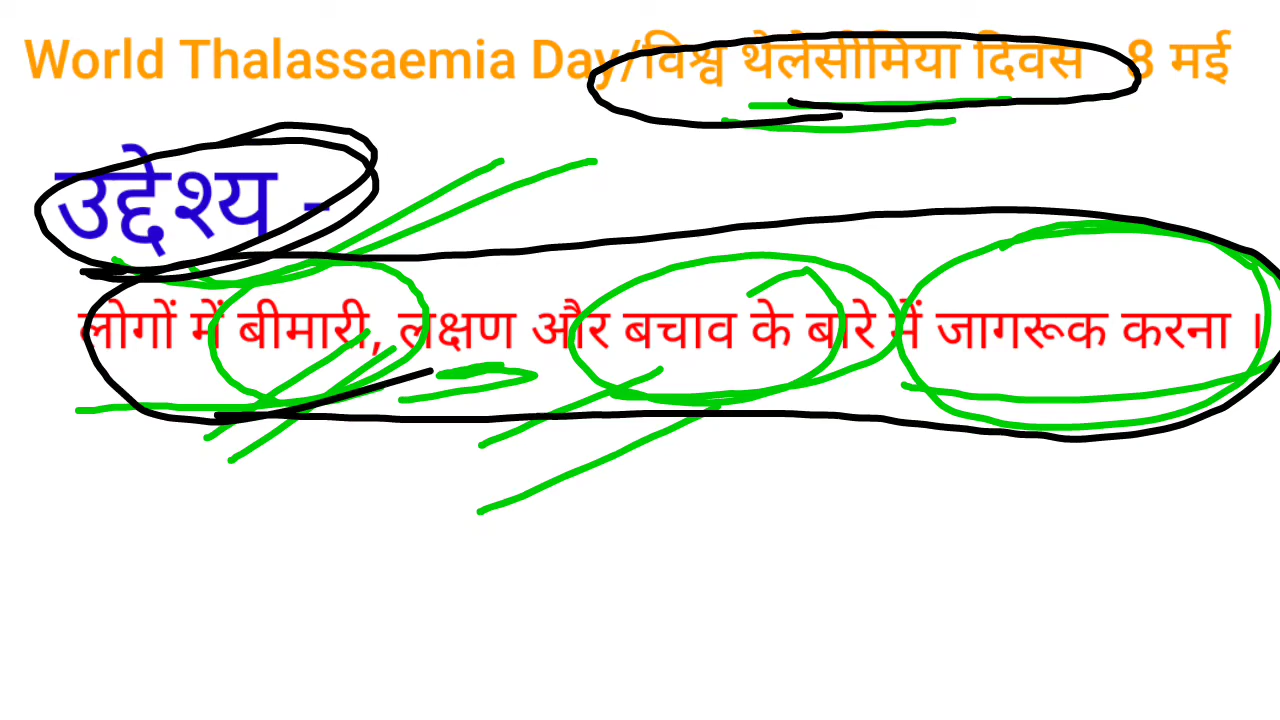 World Thalassaemia Day/विश्व थेलेसीमिया दिवस 8 मई
उद्देश्य -
लोगों में बीमारी, लक्षण और बचाव के बारे में जागरूक करना ।